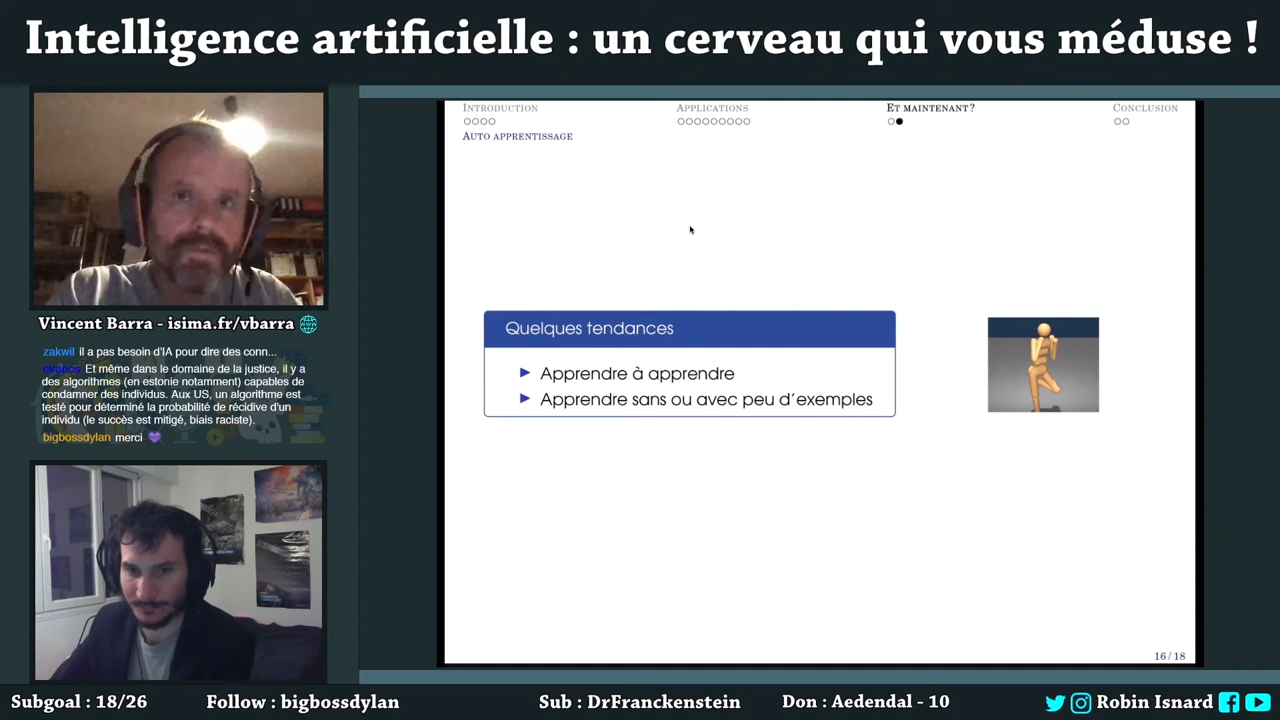 Intelligence artificielle : un cerveau qui vous méduse !
INTRODUCTION
APPLICATIONS
ET MAINTENANT?
CONCLUSION
AUTO APPRENTISSAGE
Quelques tendances
Apprendre à apprendre
Apprendre sans ou avec peu d'exemples
16 / 18
Vincent Barra - isima.fr/vbarra
zakwil il a pas besoin d'IA pour dire des conn...
Et même dans le domaine de la justice, il y a
des algorithmes (en estonie notamment) capables de
condamner des individus. Aux US, un algorithme est
testé pour déterminé la probabilité de récidive d'un
individu (le succès est mitigé, biais raciste).
bigbossdylan merci
Subgoal : 18/26
Follow : bigbossdylan
Sub : DrFranckenstein
Don : Aedendal - 10
Robin Isnard